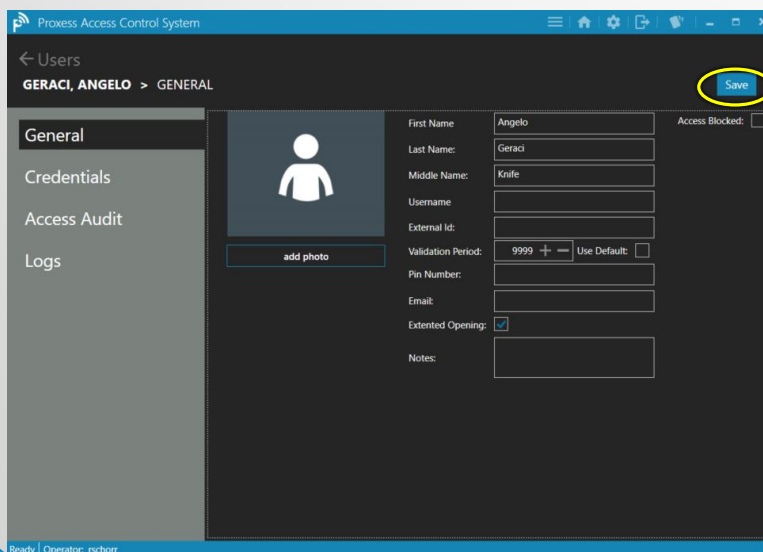 Proxess Access Control System
Users
GERACI, ANGELO > GENERAL
Save
General
Credentials
Access Audit
Logs
add photo
First Name Angelo
Last Name: Geraci
Middle Name: Knife
Username
External Id:
Validation Period: 9999 Use Default:
Pin Number:
Email:
Extented Opening:
Notes:
Access Blocked:
Ready Operator: rschorr